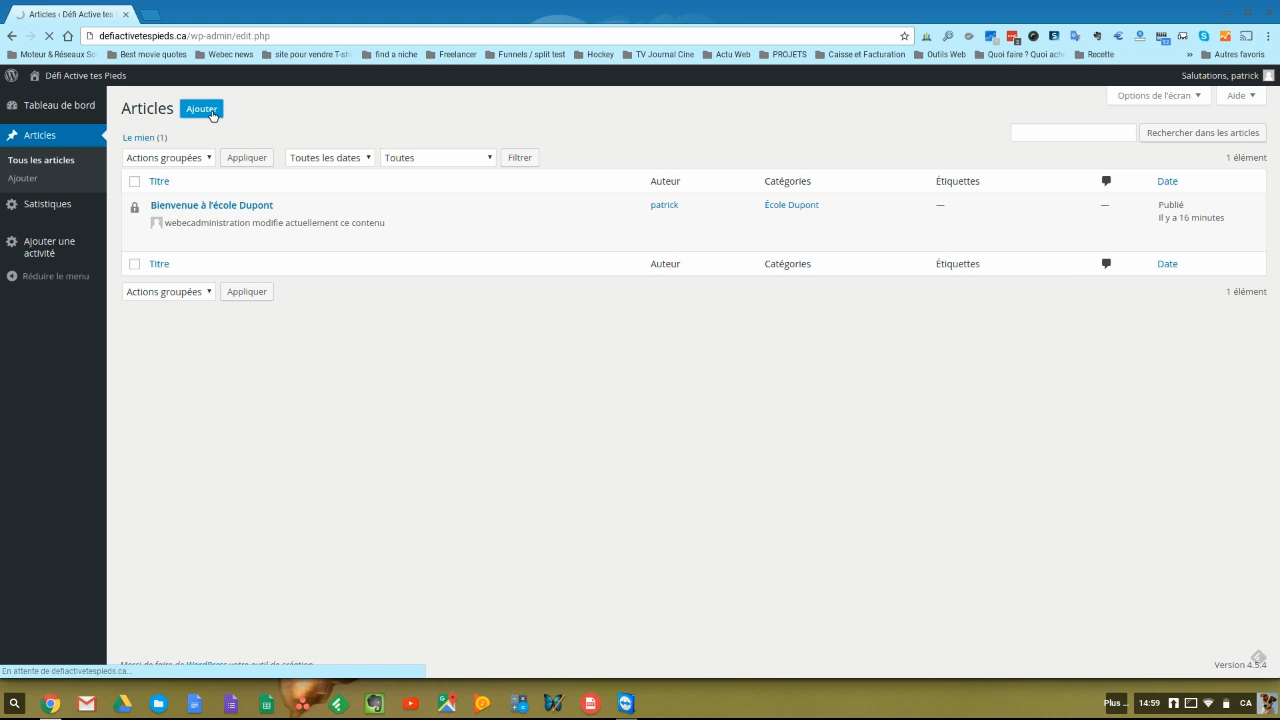 Articles ‹ Défi Active tes
defiactivetespieds.ca/wp-admin/edit.php
Moteur & Réseaux So
Best movie quotes
Webec news
site pour vendre T-sh
find a niche
Freelancer
Funnels / split test
Hockey
TV Journal Cine
Actu Web
PROJETS
Caisse et Facturation
Outils Web
Quoi faire ? Quoi ach
Recette
»
Autres favoris
Défi Active tes Pieds
Salutations, patrick
Tableau de bord
Articles
Tous les articles
Ajouter
Statistiques
Ajouter une
activité
Réduire le menu
Articles Ajouter
Options de l'écran
Aide
Le mien (1)
Rechercher dans les articles
Actions groupées
Appliquer
Toutes les dates
Toutes
Filtrer
1 élément
Titre Auteur Catégories Étiquettes Date
Bienvenue à l'école Dupont patrick École Dupont — — Publié
Il y a 16 minutes
webecadministration modifie actuellement ce contenu
Titre Auteur Catégories Étiquettes Date
Actions groupées
Appliquer
1 élément
Merci de faire de WordPress votre outil de création.
Version 4.5.4
En attente de defiactivetespieds.ca...
Plus ...
14:59
CA